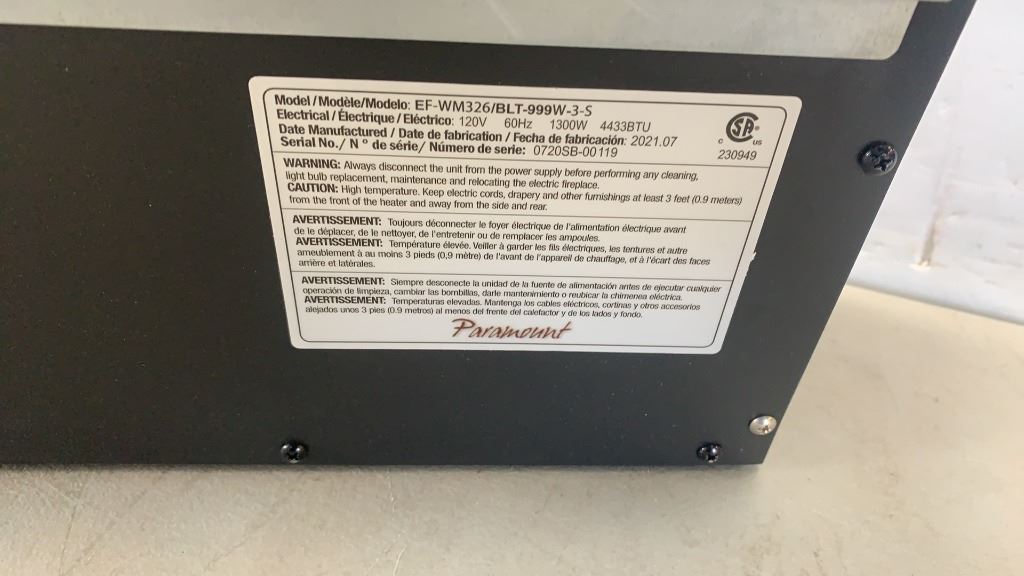 Model/Modèle/Modelo: EF-WM326/BLT-999W-3-S
Electrical/Électrique/Eléctrico: 120V 60Hz 1300W 4433BTU
Date Manufactured / Date de fabrication / Fecha de fabricación: 2021.07
Serial No./ N ° de série/ Número de serie: 0720SB-00119
C SA ® US
230949
WARNING: Always disconnect the unit from the power supply before performing any cleaning,
light bulb replacement, maintenance and relocating the electric fireplace.
CAUTION: High temperature. Keep electric cords, drapery and other furnishings at least 3 feet (0.9 meters)
from the front of the heater and away from the side and rear.
AVERTISSEMENT: Toujours déconnecter le foyer électrique de l'alimentation électrique avant
de le déplacer, de le nettoyer, de l'entretenir ou de remplacer les ampoules.
AVERTISSEMENT: Température élevée. Veiller à garder les fils électriques, les tentures et autre
ameublement à au moins 3 pieds (0,9 mètre) de l'avant de l'appareil de chauffage, et à l'écart des faces
arrière et latérales.
AVERTISSEMENT: Siempre desconecte la unidad de la fuente de alimentación antes de ejecutar cualquier
operación de limpieza, cambiar las bombillas, darle mantenimiento o reubicar la chimenea eléctrica.
AVERTISSEMENT: Temperaturas elevadas. Mantenga los cables eléctricos, cortinas y otros accesorios
alejados unos 3 pies (0.9 metros) al menos del frente del calefactor y de los lados y fondo.
Paramount